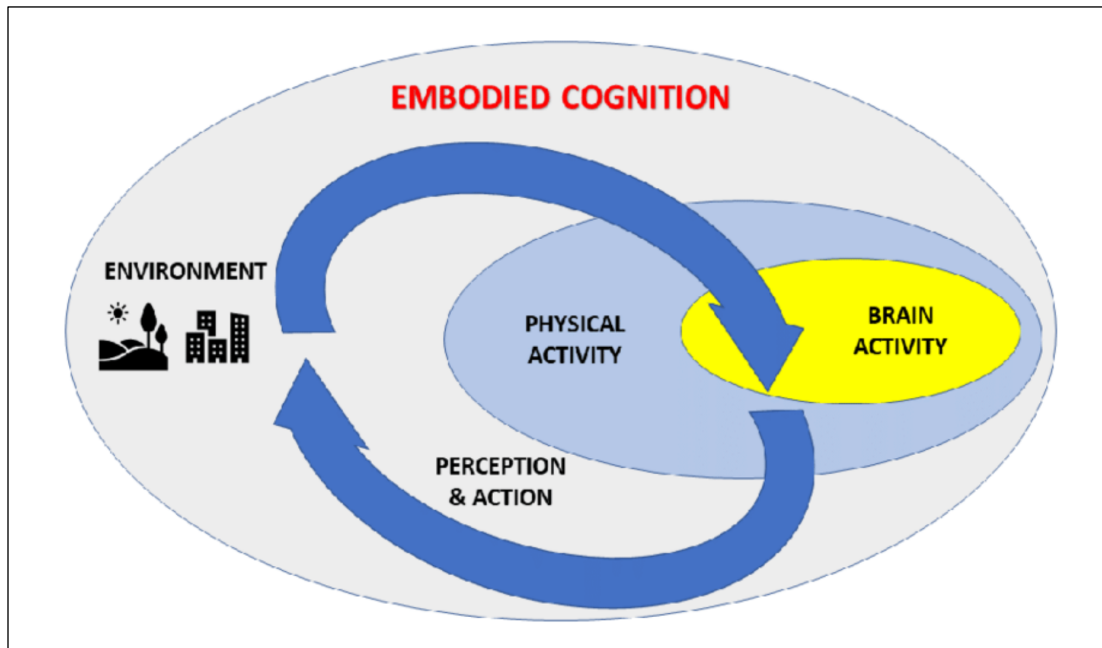 EMBODIED COGNITION
ENVIRONMENT
PHYSICAL
ACTIVITY
BRAIN
ACTIVITY
PERCEPTION
& ACTION